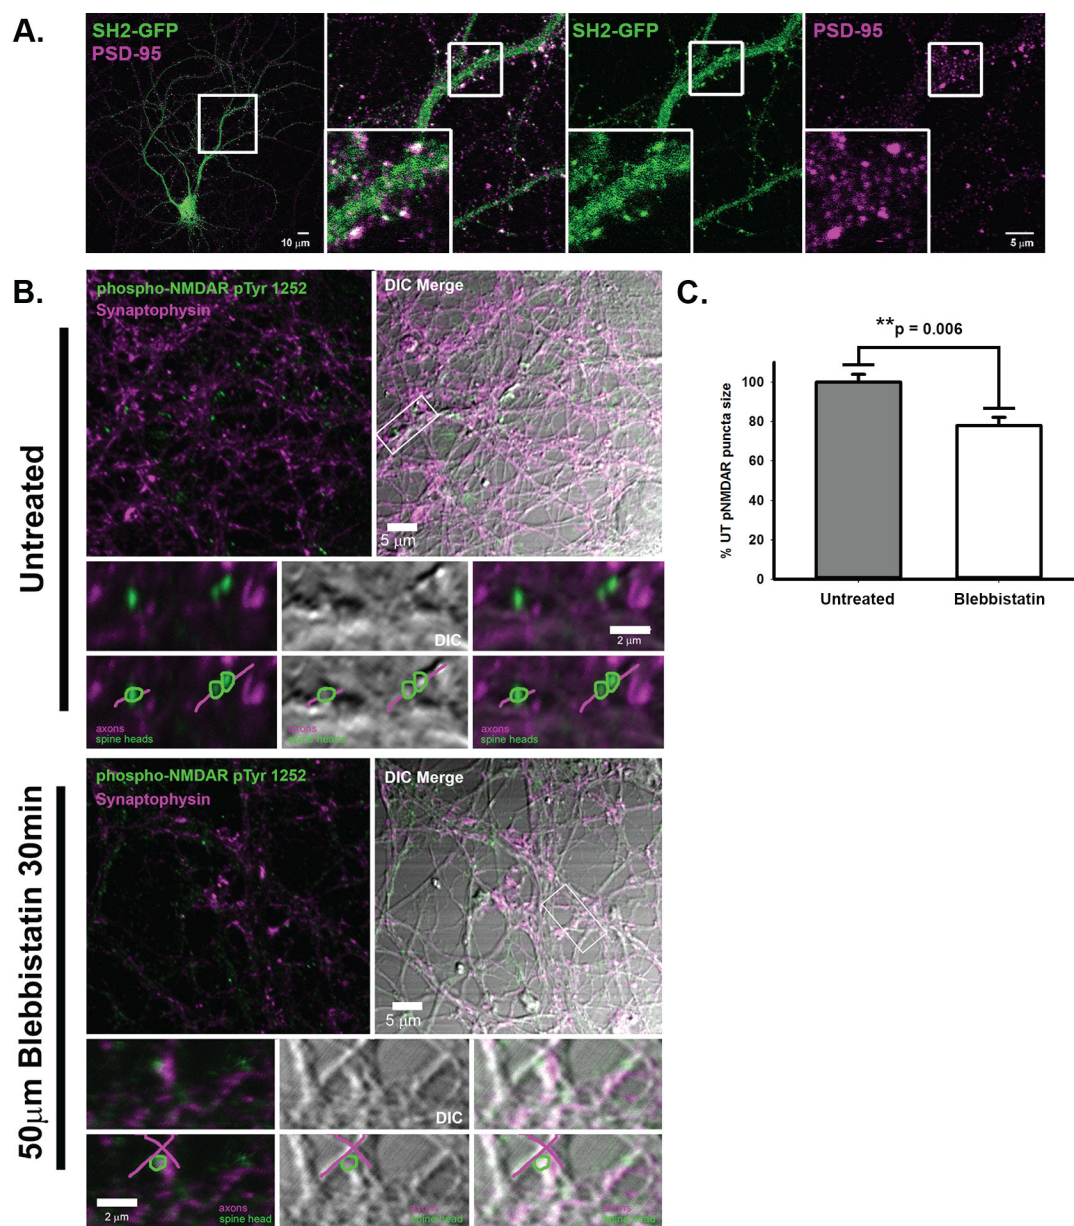 A.
SH2-GFP
PSD-95
10 µm
SH2-GFP
PSD-95
5 µm
B.
Untreated
phospho-NMDAR pTyr 1252
Synaptophysin
DIC Merge
5 µm
DIC
2 µm
axons
spine heads
axons
spine heads
axons
spine heads
50µm Blebbistatin 30min
phospho-NMDAR pTyr 1252
Synaptophysin
DIC Merge
5 µm
DIC
2 µm
axons
spine head
axons
spine head
axons
spine head
C.
**p = 0.006
% UT pNMDAR puncta size
100
80
60
40
20
0
Untreated
Blebbistatin